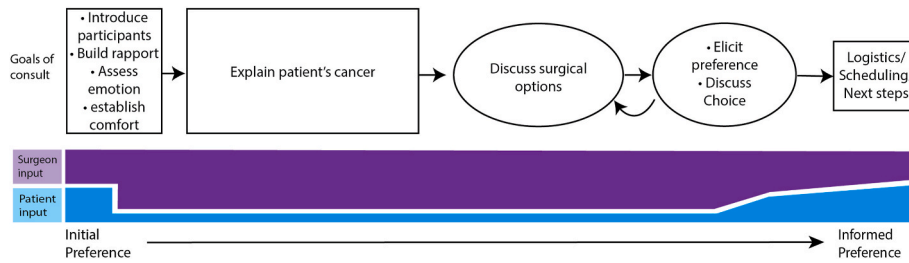 Goals of
consult
• Introduce
participants
• Build rapport
• Assess
emotion
• establish
comfort
Explain patient's cancer
Discuss surgical
options
• Elicit
preference
• Discuss
Choice
Logistics/
Scheduling/
Next steps
Surgeon
input
Patient
input
Initial
Preference
Informed
Preference